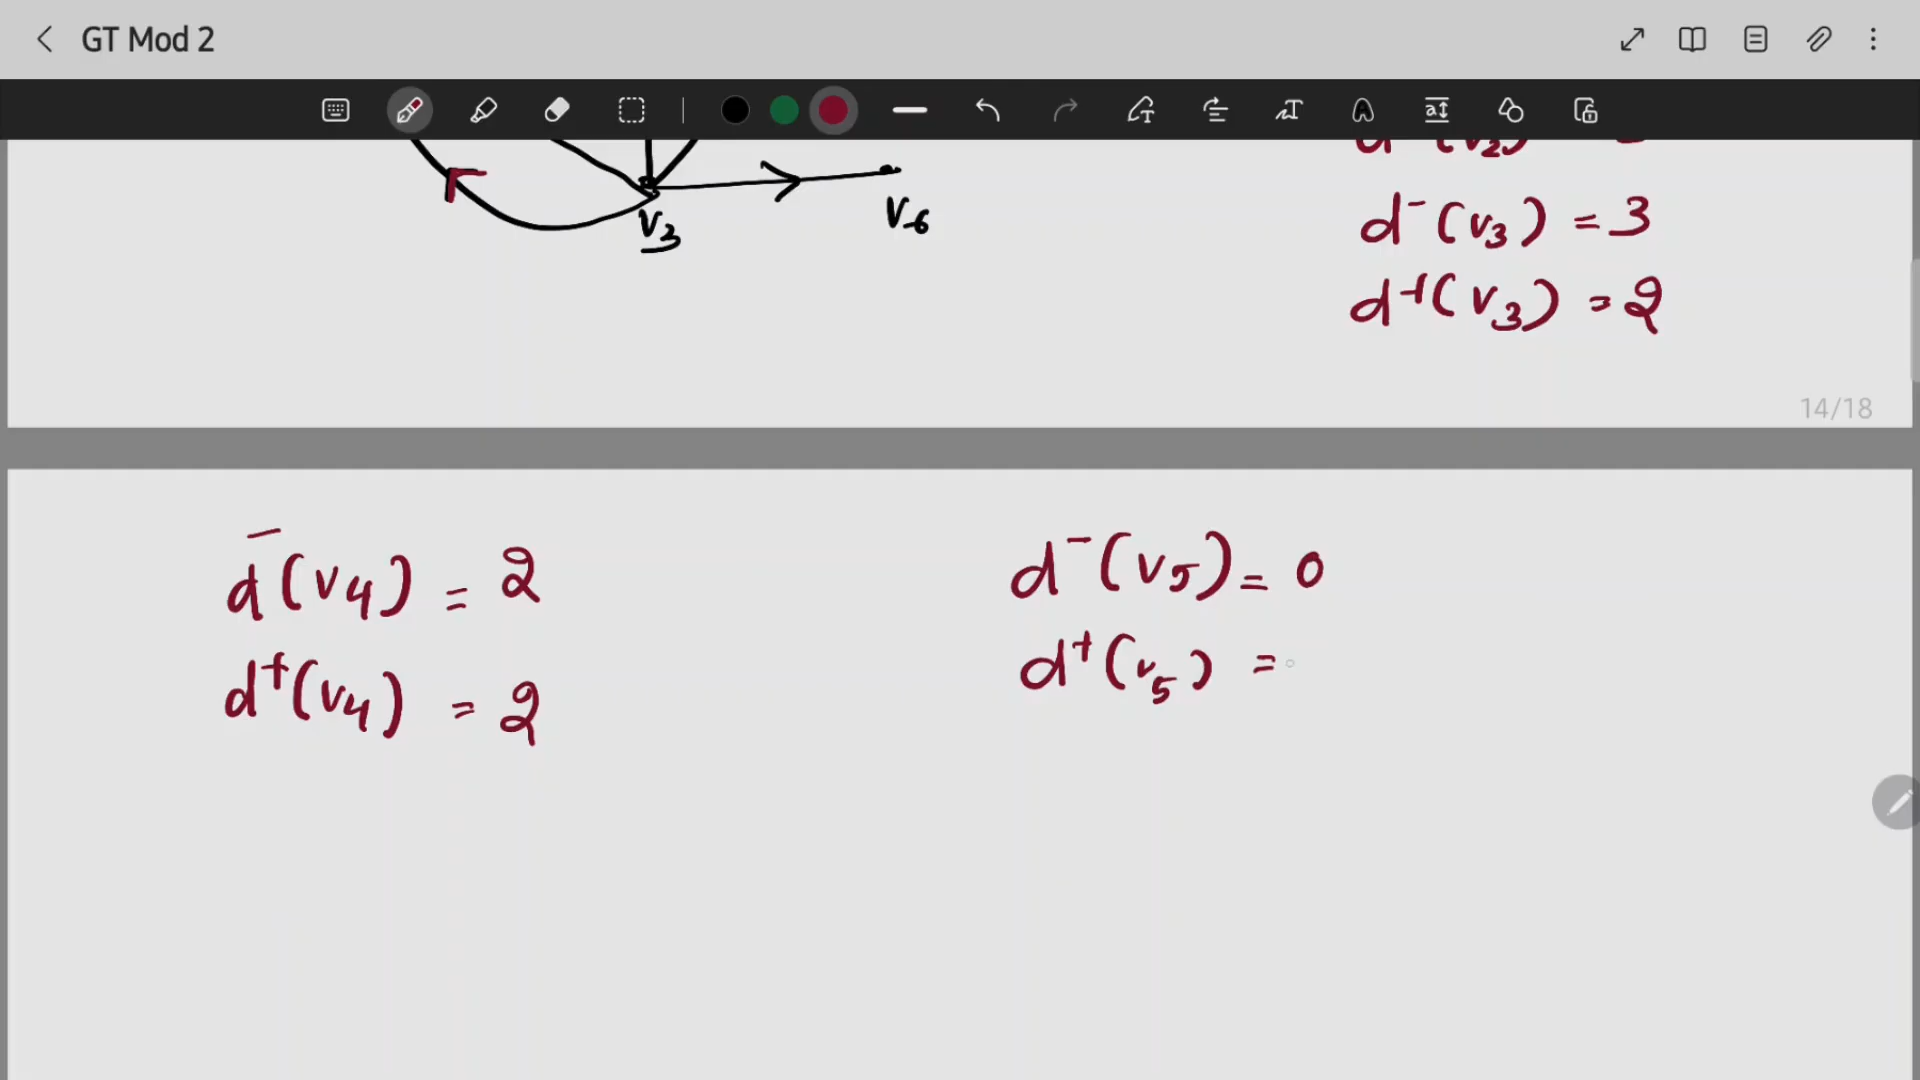 GT Mod 2
v3
v6
d⁻(v3) = 3
d⁺(v3) = 2
14/18
d⁻(v4) = 2
d⁺(v4) = 2
d⁻(v5) = 0
d⁺(v5) =